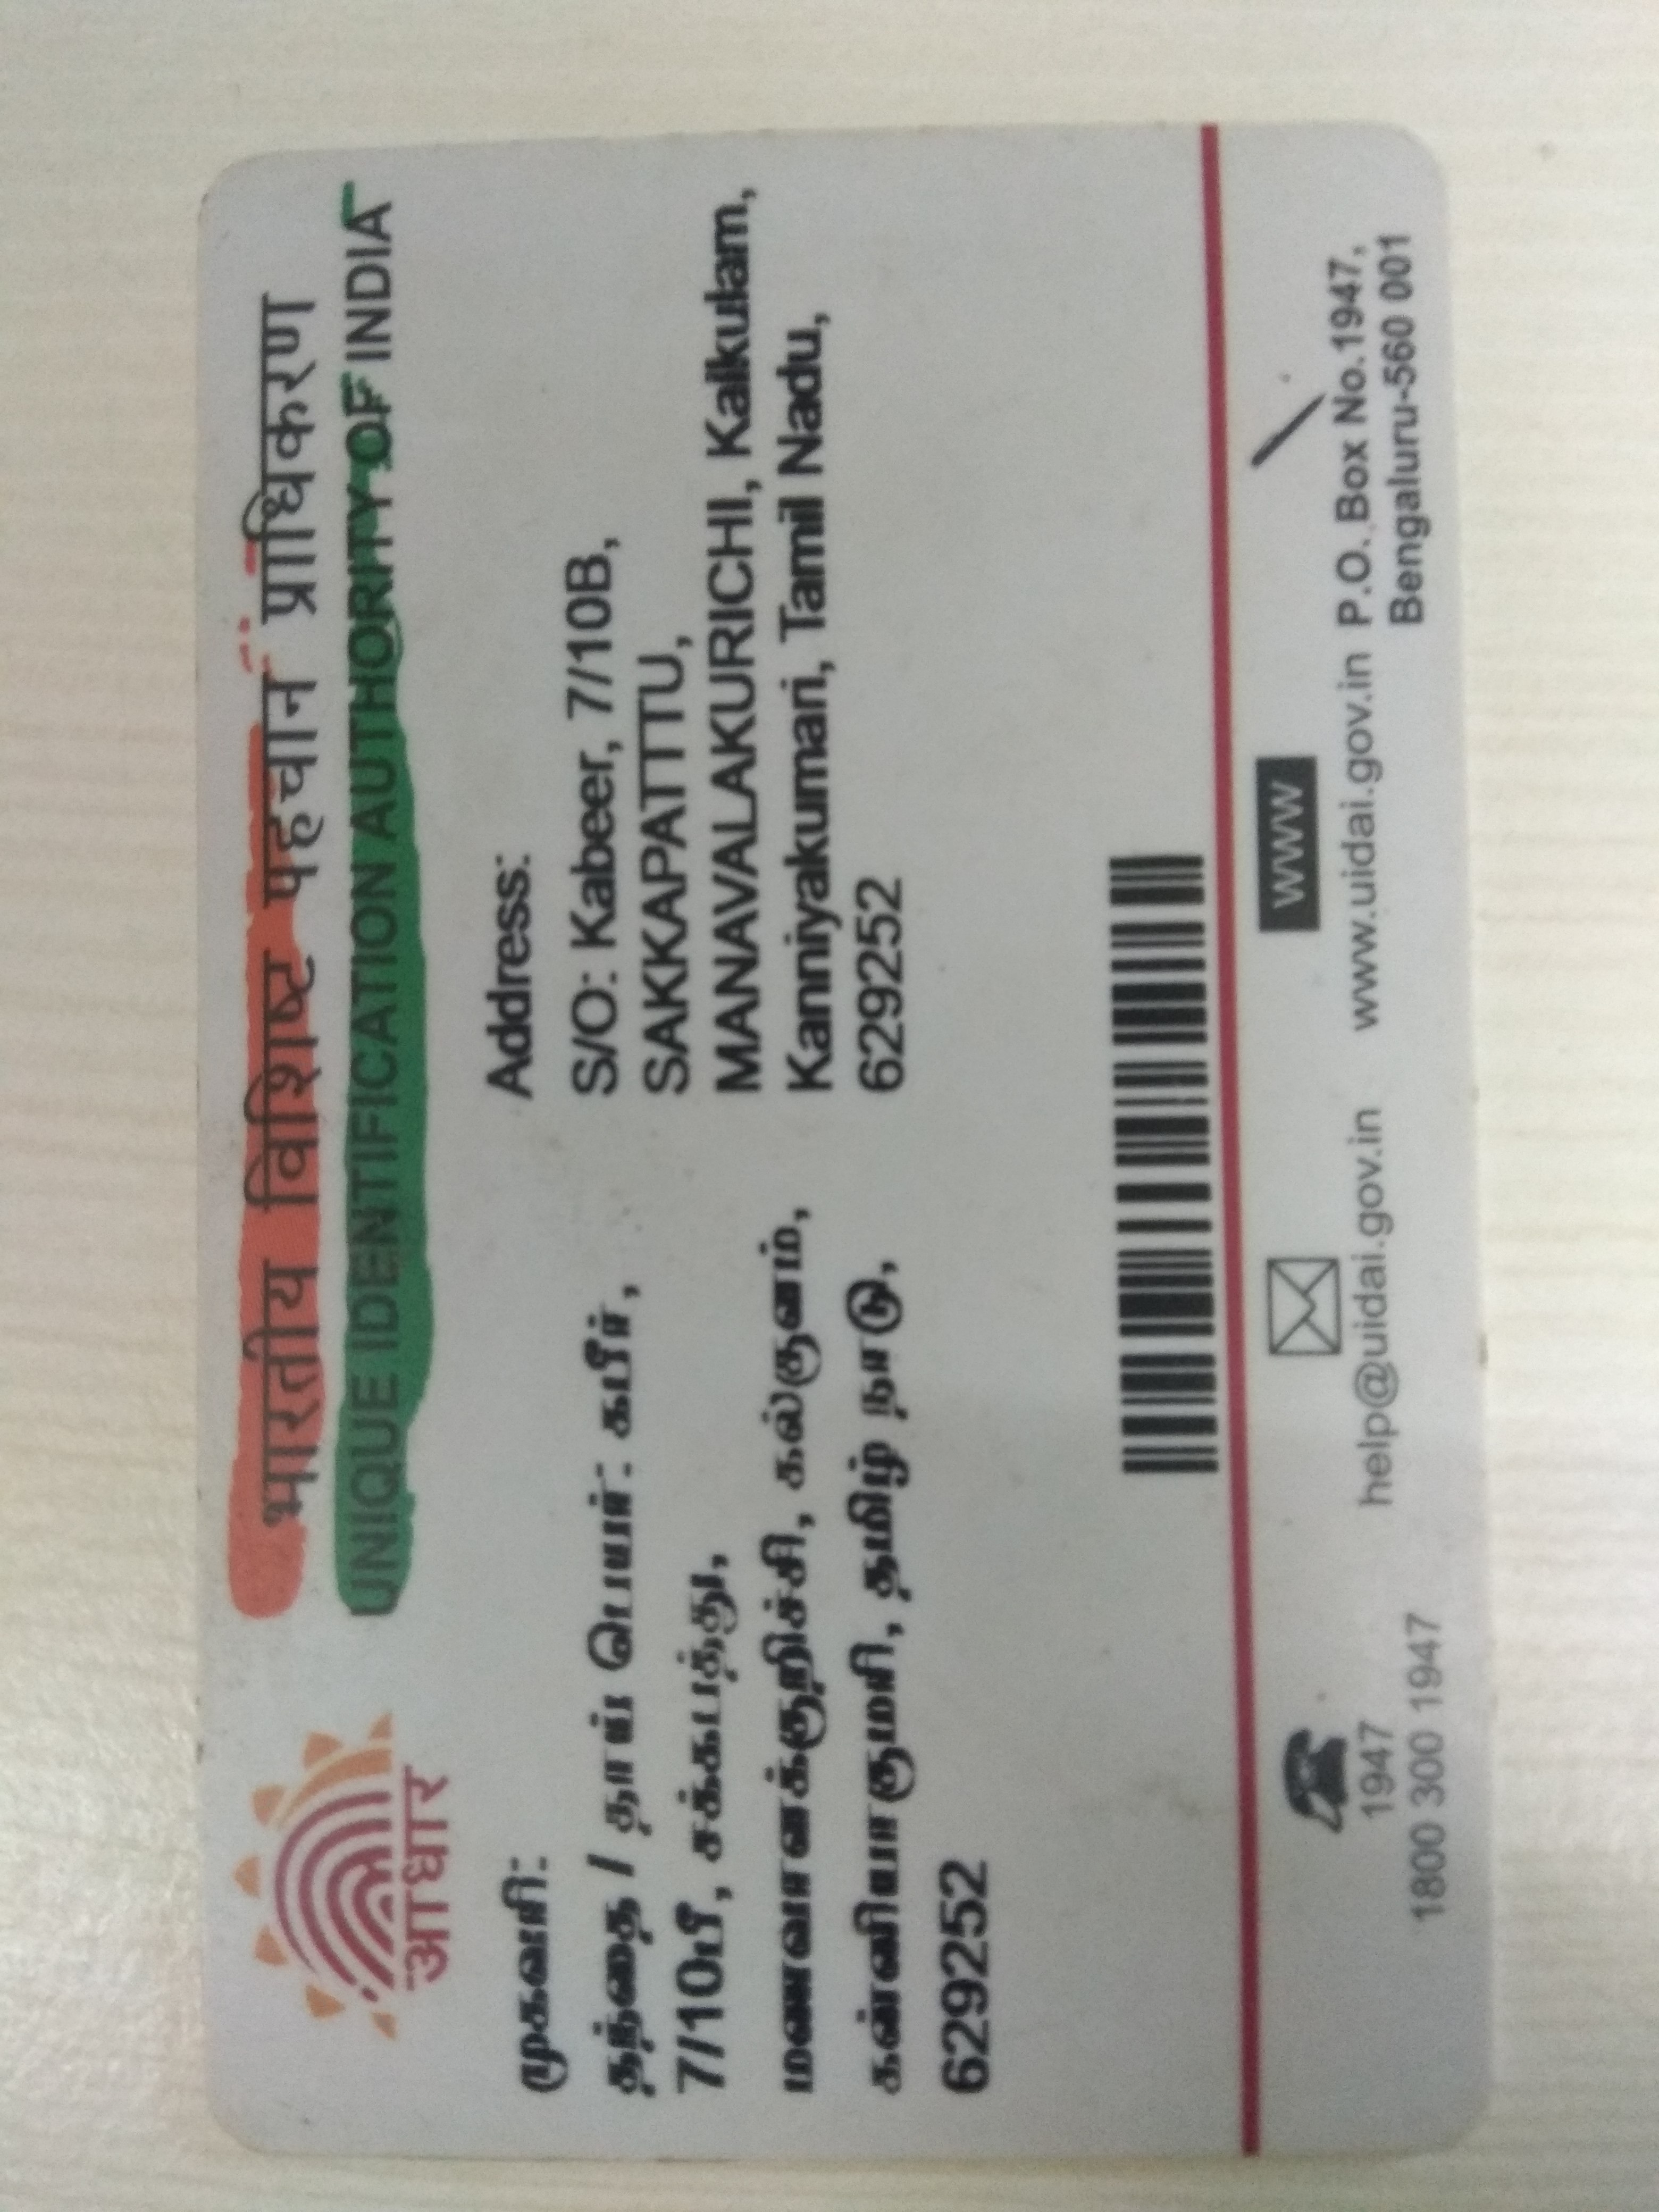 भारतीय विशिष्ट पहचान प्राधिकरण
UNIQUE IDENTIFICATION AUTHORITY OF INDIA
आधार
முகவரி:
தந்தை / தாய் பெயர்: கபீர்,
7/10பீ, சக்கபத்து,
மணவாளக்குறிச்சி, கல்குளம்,
கன்னியாகுமரி, தமிழ் நாடு,
629252
Address:
S/O: Kabeer, 7/10B,
SAKKAPATTTU,
MANAVALAKURICHI, Kalkulam,
Kanniyakumari, Tamil Nadu,
629252
1947
1800 300 1947
help@uidai.gov.in
www
www.uidai.gov.in
P.O. Box No.1947,
Bengaluru-560 001